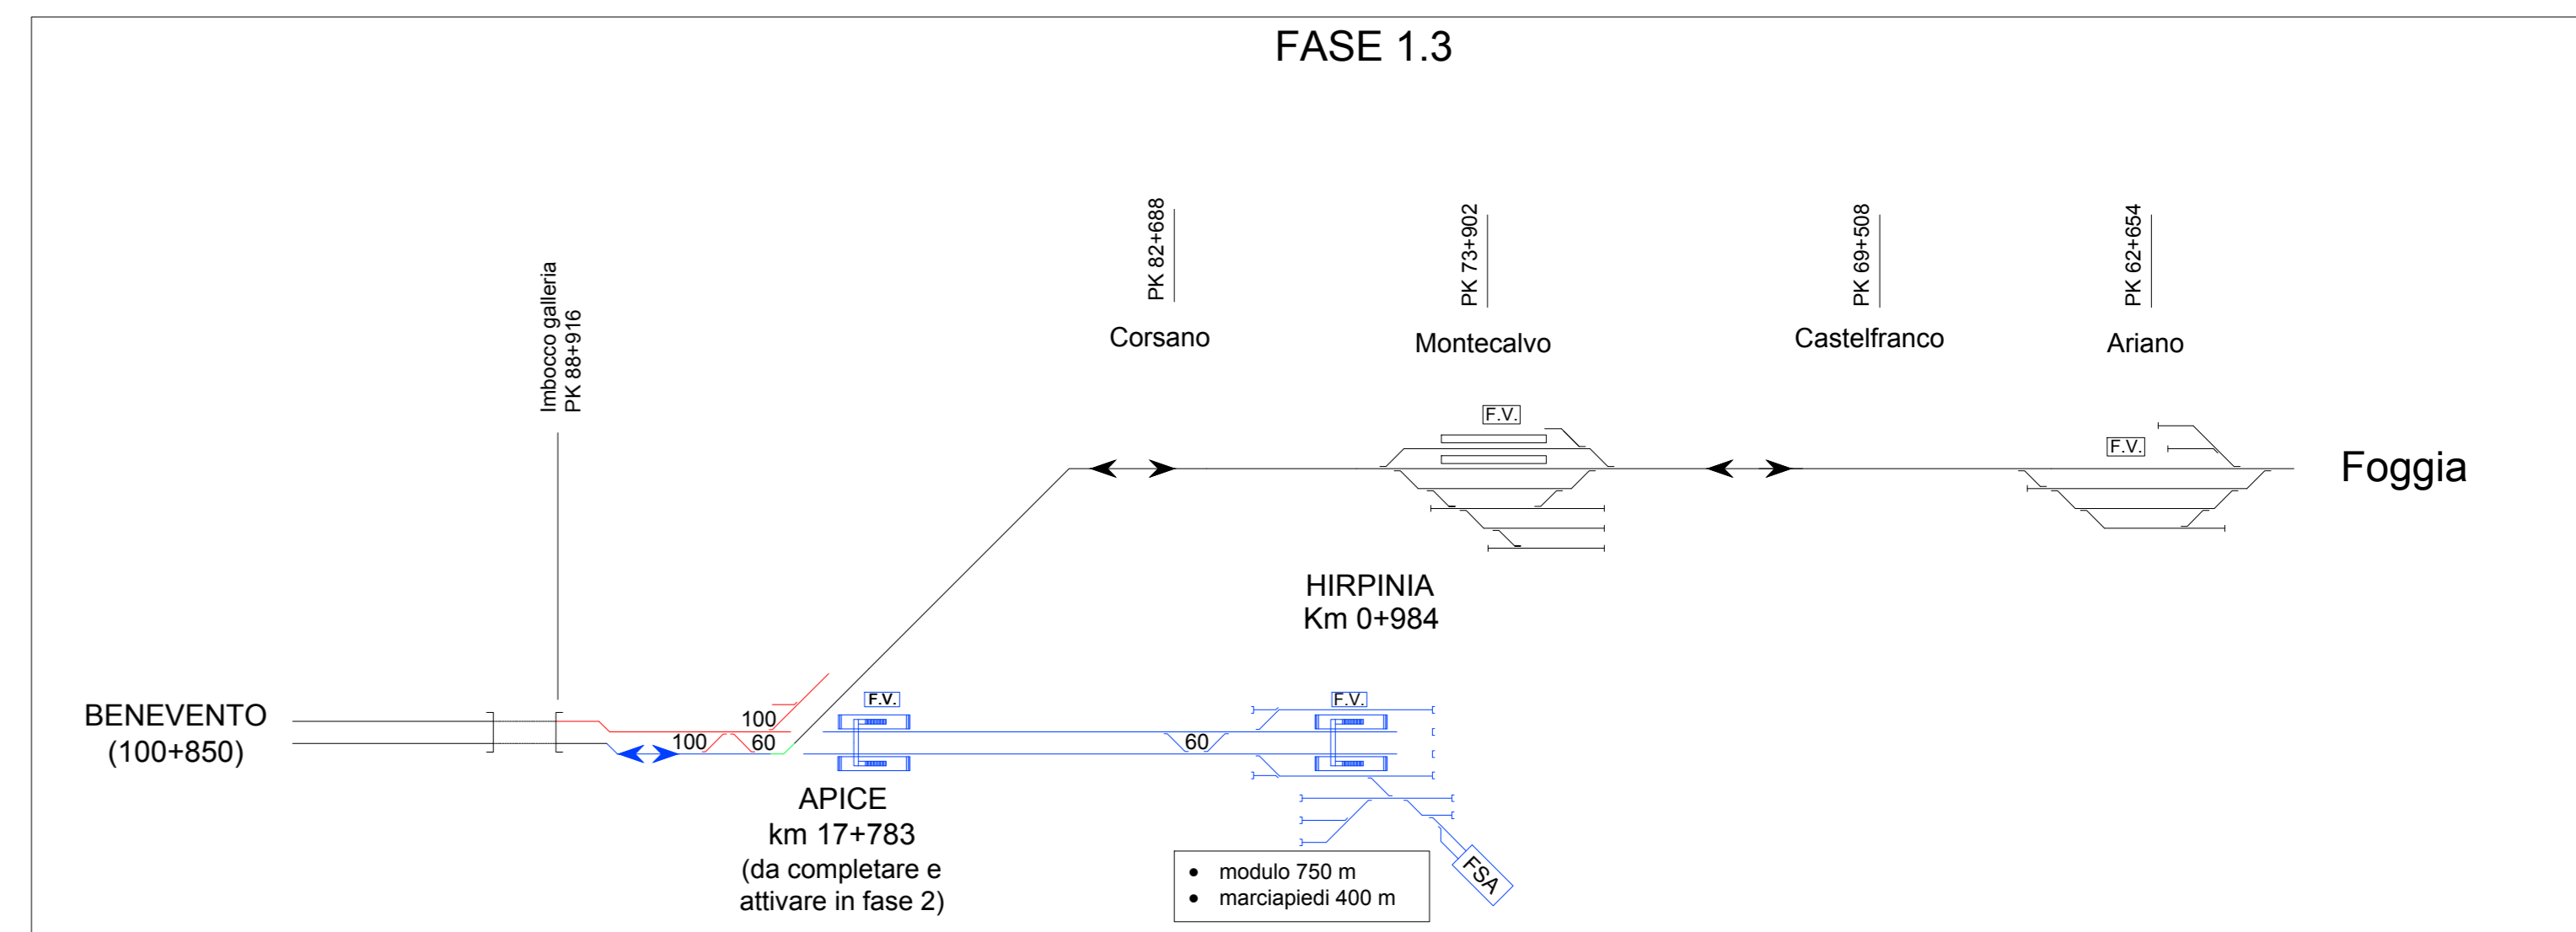 FASE 1.3
PK 82+688
PK 73+902
PK 69+508
PK 62+654
Imbocco galleria
PK 88+916
Corsano
Montecalvo
Castelfranco
Ariano
F.V.
F.V.
Foggia
HIRPINIA
Km 0+984
BENEVENTO
(100+850)
100
100
60
F.V.
60
F.V.
APICE
km 17+783
(da completare e
attivare in fase 2)
• modulo 750 m
• marciapiedi 400 m
FSA